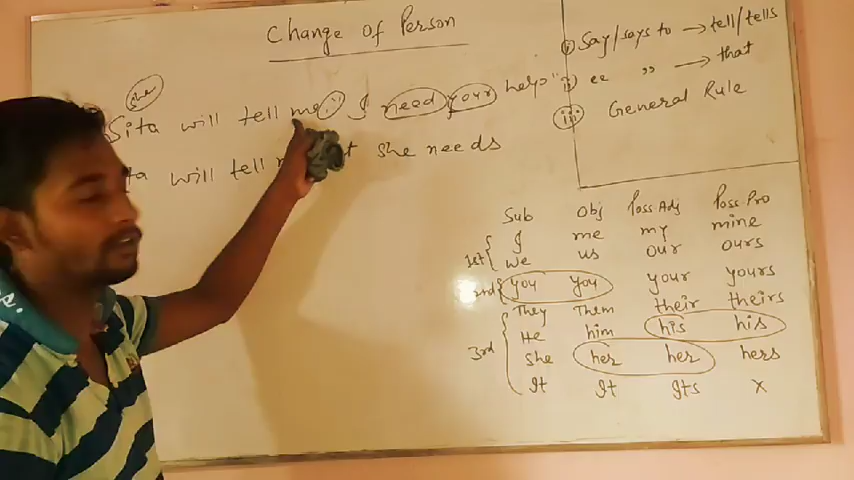 Change of Person
she
Sita will tell me, " I need your help"
will tell she needs
(i) Say/says to → tell/tells
ii) " → that
(iii) General Rule
Sub Obj Poss Adj Poss Pro
1st I me my mine
we us our ours
2nd you you your yours
3rd They Them their theirs
He him his his
She her her hers
It It Its X